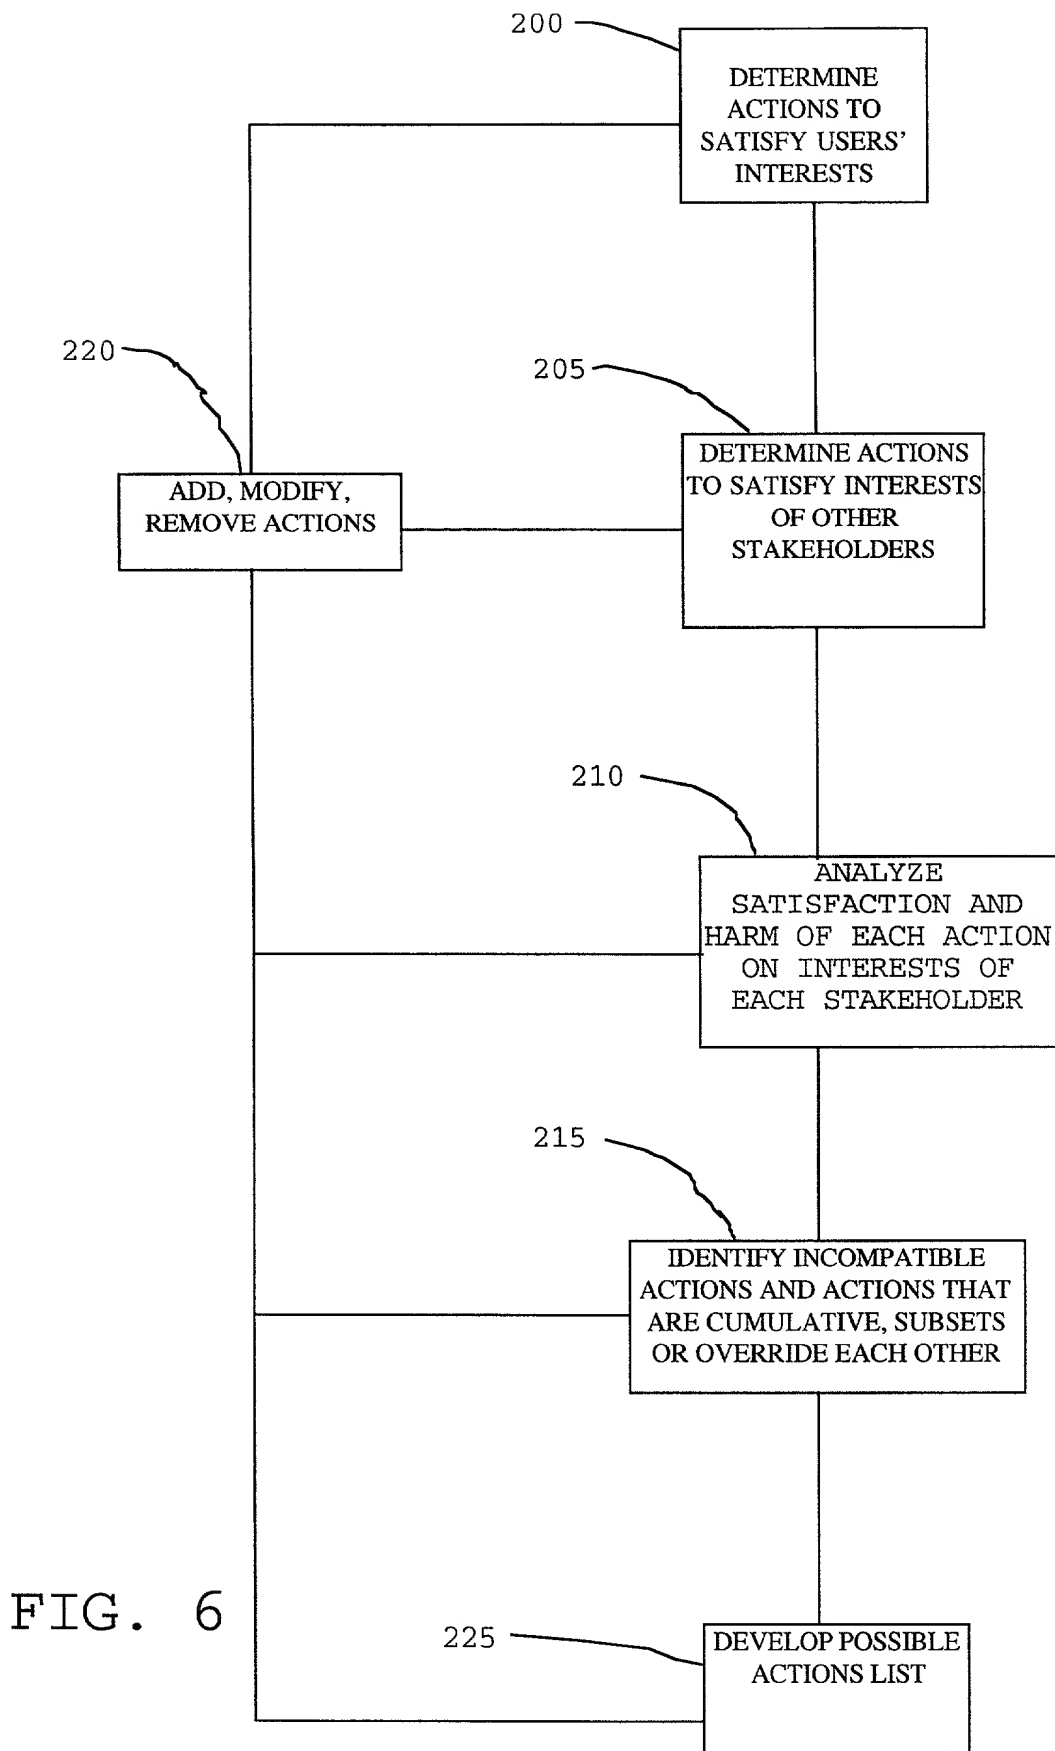 200
DETERMINE
ACTIONS TO
SATISFY USERS'
INTERESTS
220
205
ADD, MODIFY,
REMOVE ACTIONS
DETERMINE ACTIONS
TO SATISFY INTERESTS
OF OTHER
STAKEHOLDERS
210
ANALYZE
SATISFACTION AND
HARM OF EACH ACTION
ON INTERESTS OF
EACH STAKEHOLDER
215
IDENTIFY INCOMPATIBLE
ACTIONS AND ACTIONS THAT
ARE CUMULATIVE, SUBSETS
OR OVERRIDE EACH OTHER
FIG. 6
225
DEVELOP POSSIBLE
ACTIONS LIST